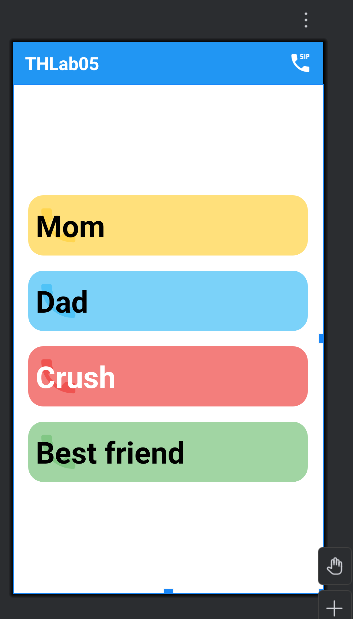 THLab05
SIP
Mom
Dad
Crush
Best friend